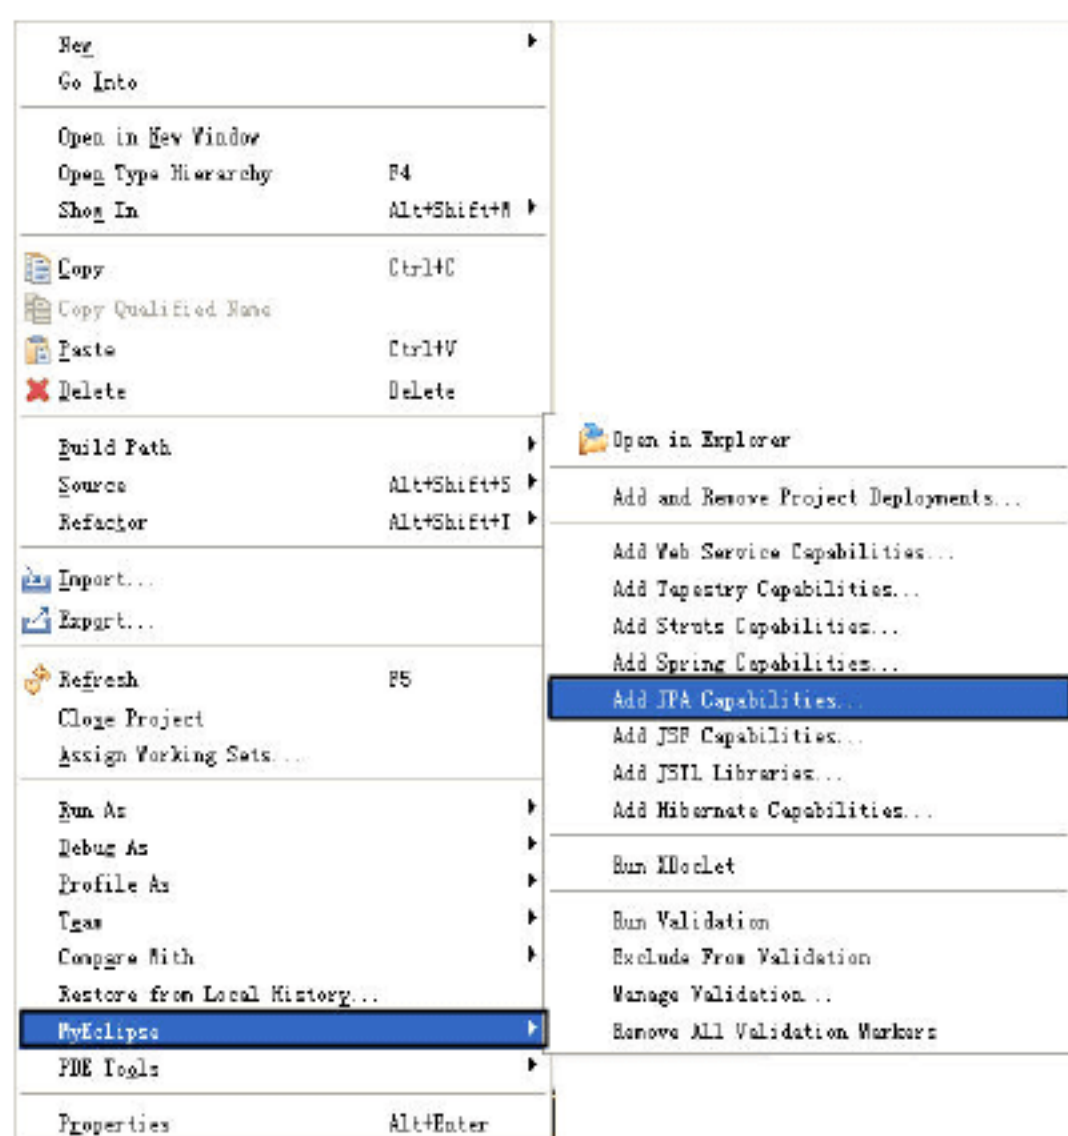 New
Go Into
Open in New Window
Open Type Hierarchy F4
Show In Alt+Shift+W
Copy Ctrl+C
Copy Qualified Name
Paste Ctrl+V
Delete Delete
Build Path
Source Alt+Shift+S
Refactor Alt+Shift+T
Import...
Export...
Refresh F5
Close Project
Assign Working Sets...
Run As
Debug As
Profile As
Team
Compare With
Restore from Local History...
MyEclipse
PDE Tools
Properties Alt+Enter
Open in Explorer
Add and Remove Project Deployments...
Add Web Service Capabilities...
Add Tapestry Capabilities...
Add Struts Capabilities...
Add Spring Capabilities...
Add JPA Capabilities...
Add JSF Capabilities...
Add JSTL Libraries...
Add Hibernate Capabilities...
Run XDoclet
Run Validation
Exclude From Validation
Manage Validation...
Remove All Validation Markers